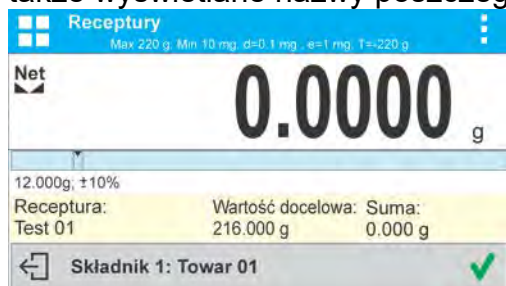 także wyświetlane nazwy poszczeg
Receptury
Max 220 g, Min 10 mg, d=0.1 mg , e=1 mg, T=-220 g
Net
0.0000 g
12.000g; ±10%
Receptura: Wartość docelowa: Suma:
Test 01 216.000 g 0.000 g
Składnik 1: Towar 01